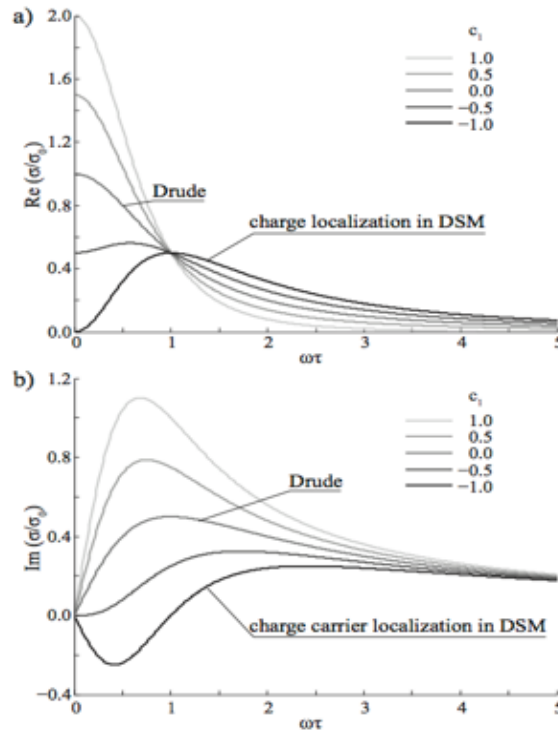 a)
2.0
c₁
1.0
0.5
0.0
−0.5
−1.0
1.6
1.2
Re (σ/σ₀)
Drude
0.8
charge localization in DSM
0.4
0.0
0 1 2 3 4 5
ωτ
b)
1.2
c₁
1.0
0.5
0.0
−0.5
−1.0
0.8
Drude
Im (σ/σ₀)
0.4
0.0
charge carrier localization in DSM
−0.4
0 1 2 3 4 5
ωτ